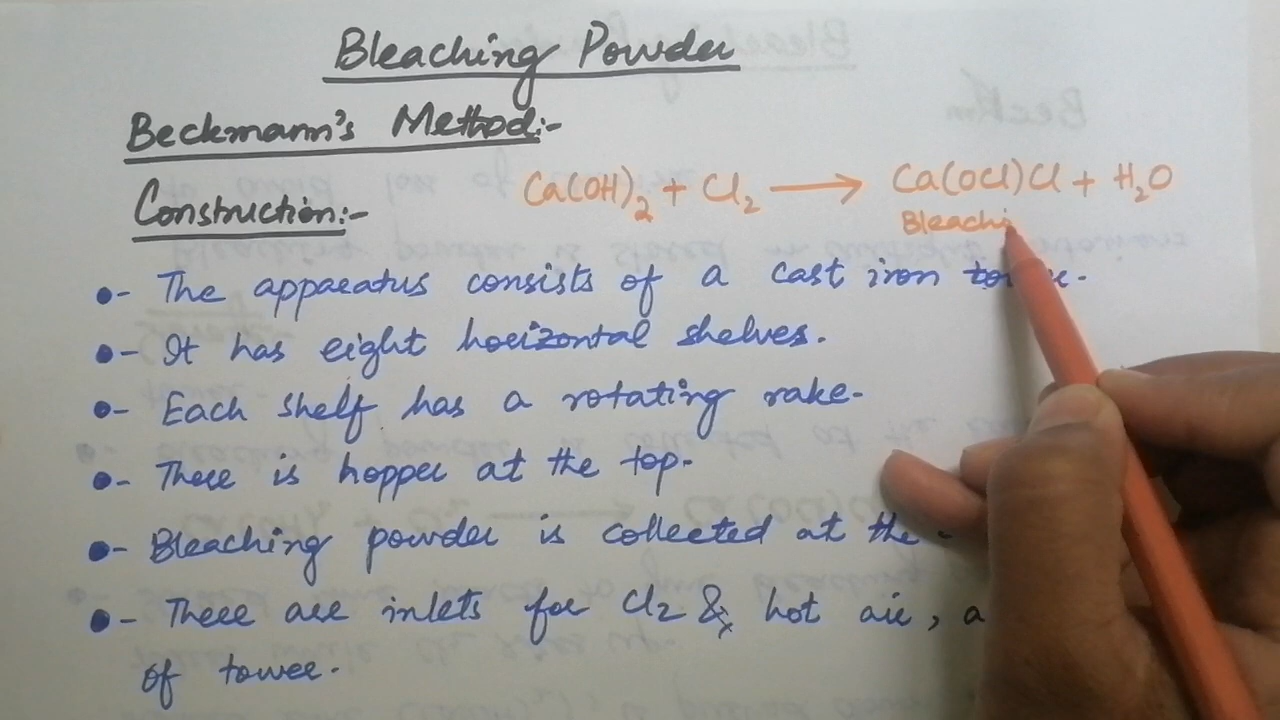 Bleaching Powder
Beckmann's Method:-
Construction:-
Ca(OH)₂ + Cl₂ ⟶ Ca(OCl)Cl + H₂O
Bleachi
•- The apparatus consists of a cast iron
•- It has eight horizontal shelves.
•- Each shelf has a rotating rake.
•- There is hopper at the top.
•- Bleaching powder is collected at the
•- There are inlets for Cl₂ & hot air, a
of tower.